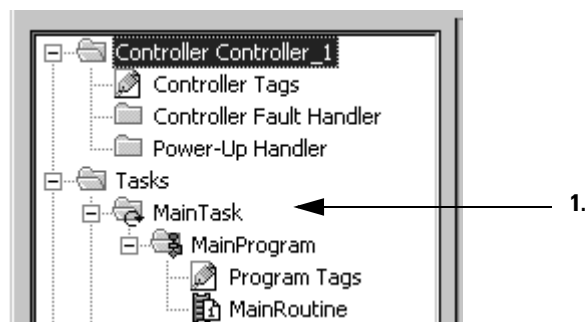 Controller Controller_1
Controller Tags
Controller Fault Handler
Power-Up Handler
Tasks
MainTask 1.
MainProgram
Program Tags
MainRoutine